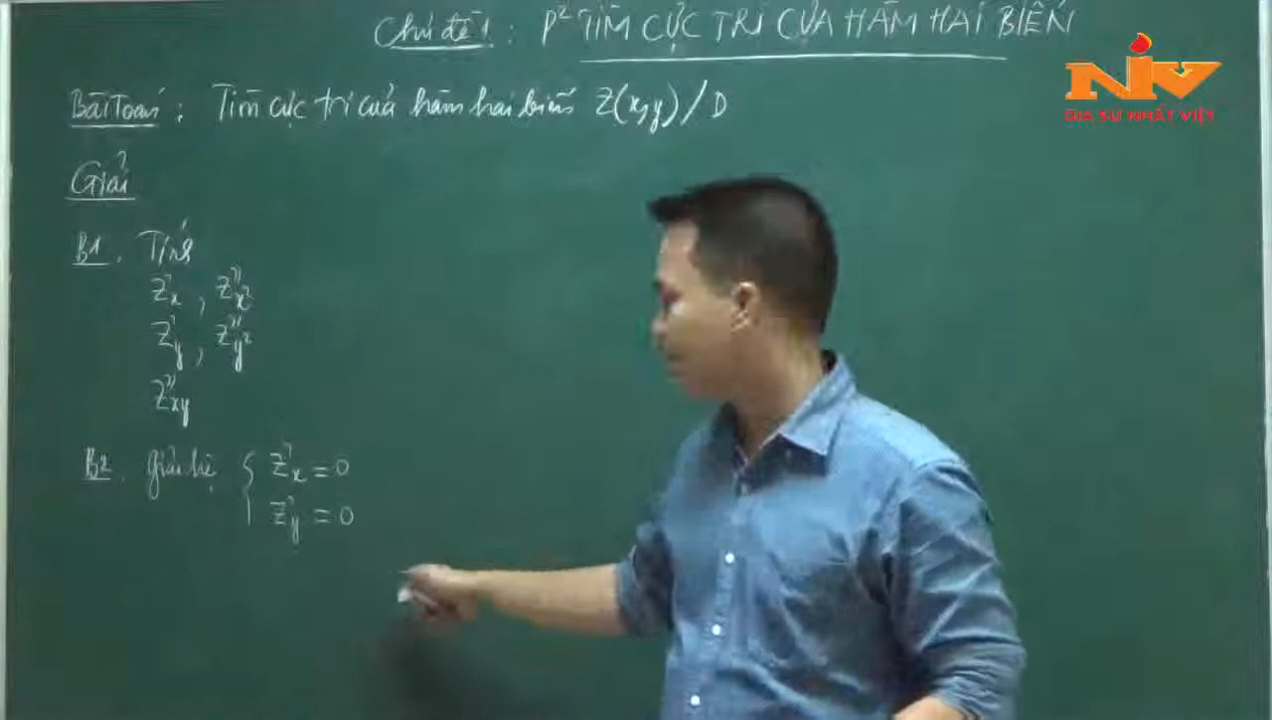 Chủ đề 1 : P² TÌM CỰC TRỊ CỦA HÀM HAI BIẾN
NV
GIA SƯ NHẤT VIỆT
Bài Toán : Tìm cực trị của hàm hai biến Z(x,y)/D
Giải
B1. Tính
Z'x , Z''x²
Z'y , Z''y²
Z''xy
B2. giải hệ { Z'x = 0
Z'y = 0